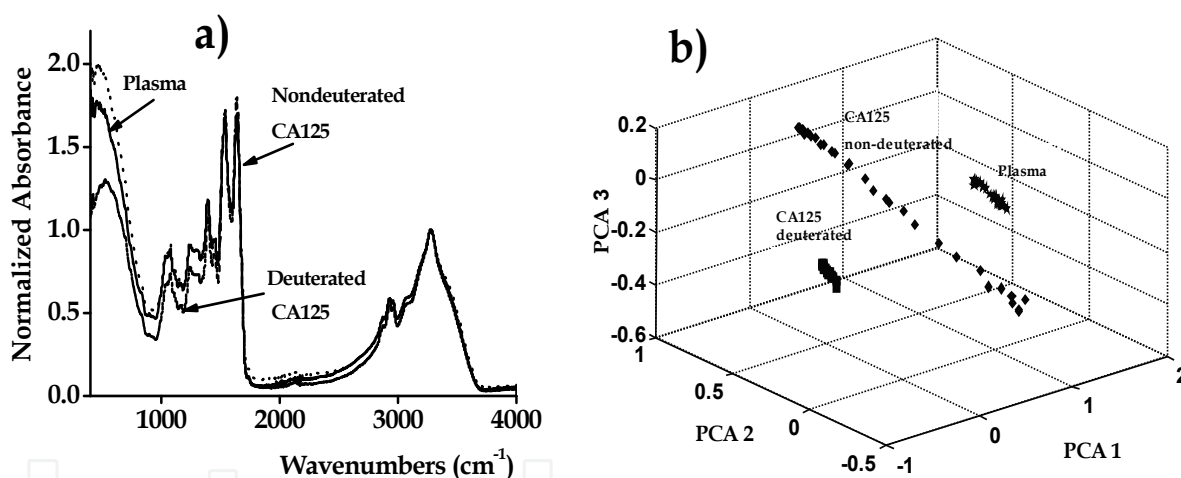 a)
Normalized Absorbance
2.0
1.5
1.0
0.5
0.0
Plasma
Nondeuterated
CA125
Deuterated
CA125
1000
2000
3000
4000
Wavenumbers (cm-1)
b)
PCA 3
0.2
0
-0.2
-0.4
-0.6
CA125
non-deuterated
Plasma
CA125
deuterated
1
0.5
0
-0.5
PCA 2
-1
0
1
2
PCA 1